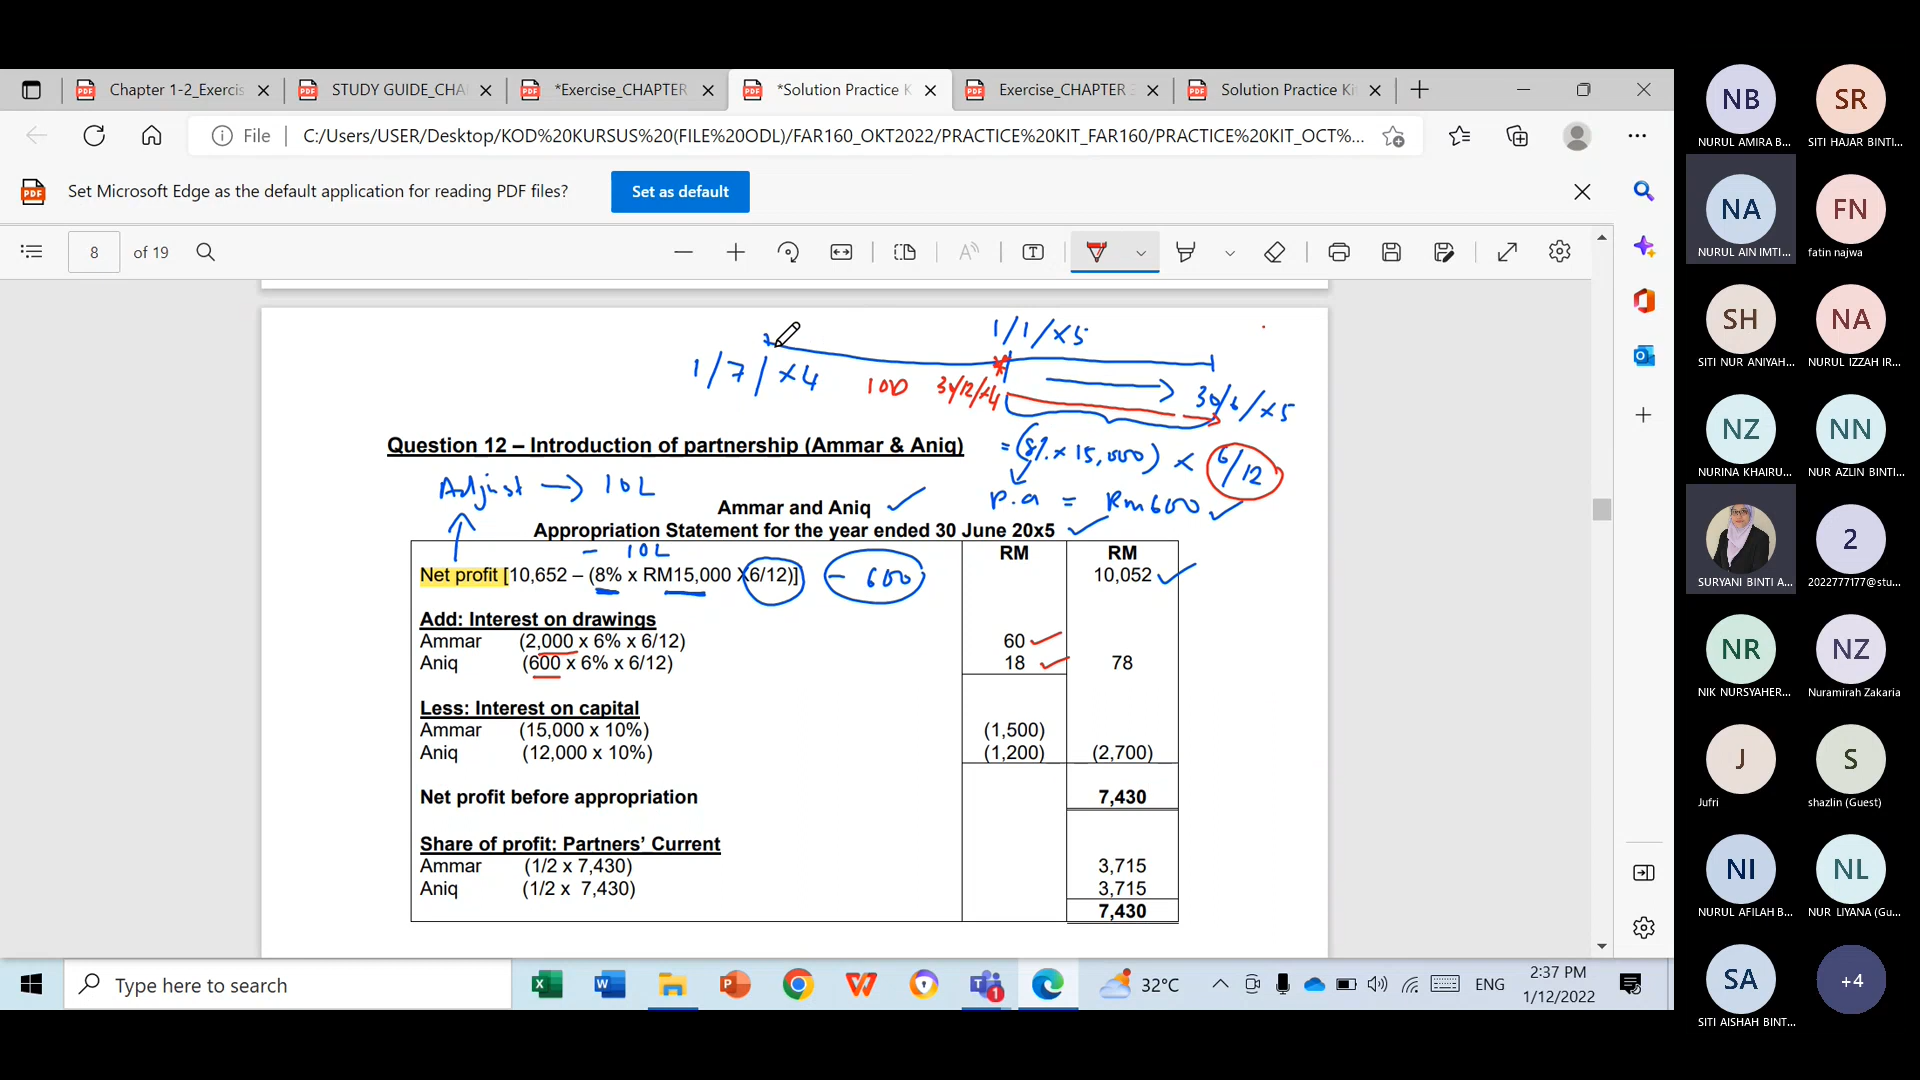 Chapter 1-2_Exercis
STUDY GUIDE_CHA
*Exercise_CHAPTER
*Solution Practice K
Exercise_CHAPTER
Solution Practice Ki
File
C:/Users/USER/Desktop/KOD%20KURSUS%20(FILE%20ODL)/FAR160_OKT2022/PRACTICE%20KIT_FAR160/PRACTICE%20KIT_OCT%...
Set Microsoft Edge as the default application for reading PDF files?
Set as default
8 of 19
1/1/x5
1/7/x4
100
31/12/x4
30/6/x5
Question 12 – Introduction of partnership (Ammar & Aniq)
= (8% x 15,000) x 6/12
Adjust → IOL
p.a = Rm600
Ammar and Aniq
Appropriation Statement for the year ended 30 June 20x5
- IOL
RM RM
Net profit [10,652 – (8% x RM15,000 X6/12)] - 600 10,052
Add: Interest on drawings
Ammar (2,000 x 6% x 6/12) 60
Aniq (600 x 6% x 6/12) 18 78
Less: Interest on capital
Ammar (15,000 x 10%) (1,500)
Aniq (12,000 x 10%) (1,200) (2,700)
Net profit before appropriation 7,430
Share of profit: Partners' Current
Ammar (1/2 x 7,430) 3,715
Aniq (1/2 x 7,430) 3,715
7,430
Type here to search
1
32°C
ENG
2:37 PM
1/12/2022
NB
NURUL AMIRA B...
SR
SITI HAJAR BINTI...
NA
NURUL AIN IMTI...
FN
fatin najwa
SH
SITI NUR ANIYAH...
NA
NURUL IZZAH IR...
NZ
NURINA KHAIRU...
NN
NUR AZLIN BINTI...
SURYANI BINTI A...
2
2022777177@stu...
NR
NIK NURSYAHER...
NZ
Nuramirah Zakaria
J
Jufri
S
shazlin (Guest)
NI
NURUL AFILAH B...
NL
NUR LIYANA (Gu...
SA
SITI AISHAH BINT...
+4